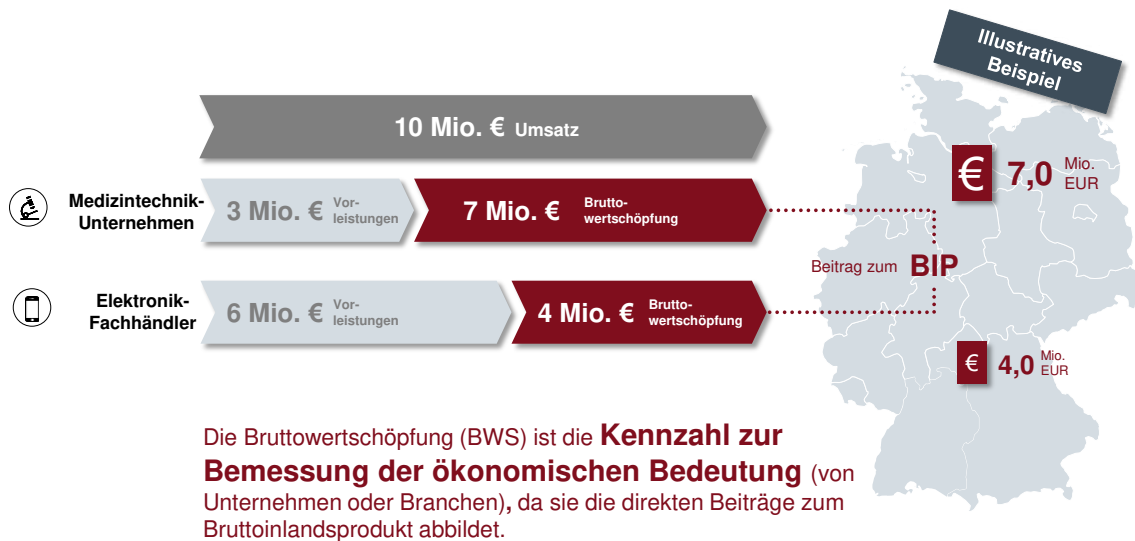 Illustratives
Beispiel
10 Mio. € Umsatz
Medizintechnik-
Unternehmen
3 Mio. € Vor-
leistungen
7 Mio. € Brutto-
wertschöpfung
€ 7,0 Mio.
EUR
Beitrag zum BIP
Elektronik-
Fachhändler
6 Mio. € Vor-
leistungen
4 Mio. € Brutto-
wertschöpfung
€ 4,0 Mio.
EUR
Die Bruttowertschöpfung (BWS) ist die Kennzahl zur
Bemessung der ökonomischen Bedeutung (von
Unternehmen oder Branchen), da sie die direkten Beiträge zum
Bruttoinlandsprodukt abbildet.